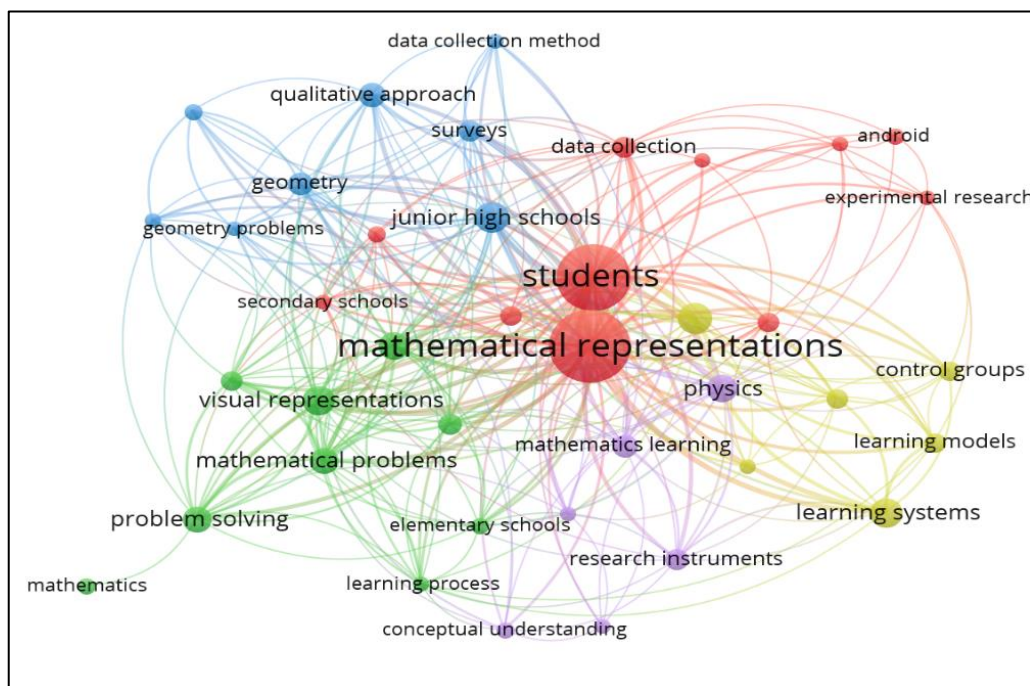 data collection method
qualitative approach
surveys
data collection
android
geometry
experimental research
junior high schools
geometry problems
students
secondary schools
mathematical representations
control groups
physics
visual representations
mathematics learning
learning models
mathematical problems
learning systems
problem solving
elementary schools
research instruments
mathematics
learning process
conceptual understanding